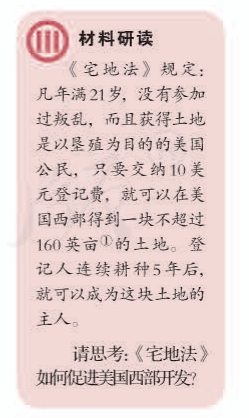 材料研读
《宅地法》规定：
凡年满21岁，没有参加
过叛乱，而且获得土地
是以垦殖为目的的美国
公民，只要交纳10美
元登记费，就可以在美
国西部得到一块不超过
160英亩①的土地。登
记人连续耕种5年后，
就可以成为这块土地的
主人。
请思考：《宅地法》
如何促进美国西部开发？